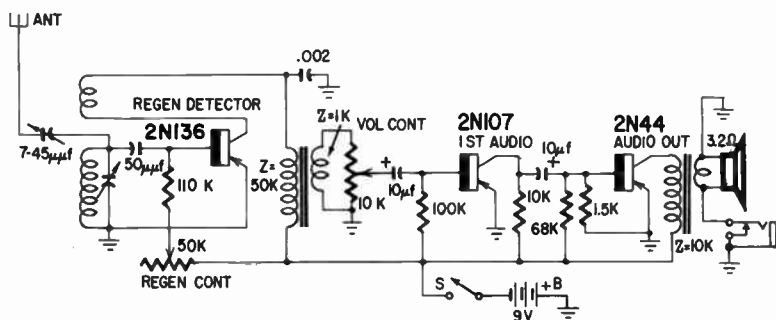 ANT
.002
REGEN DETECTOR
2N136
7-45μμf
50μμf
110 K
50K
REGEN CONT
Z=
50K
Z=1K
VOL CONT
10 K
+
10μf
100K
2N107
1ST AUDIO
10μf
+
10K
68K
1.5K
2N44
AUDIO OUT
Z=10K
3.2Ω
S
+B
9V